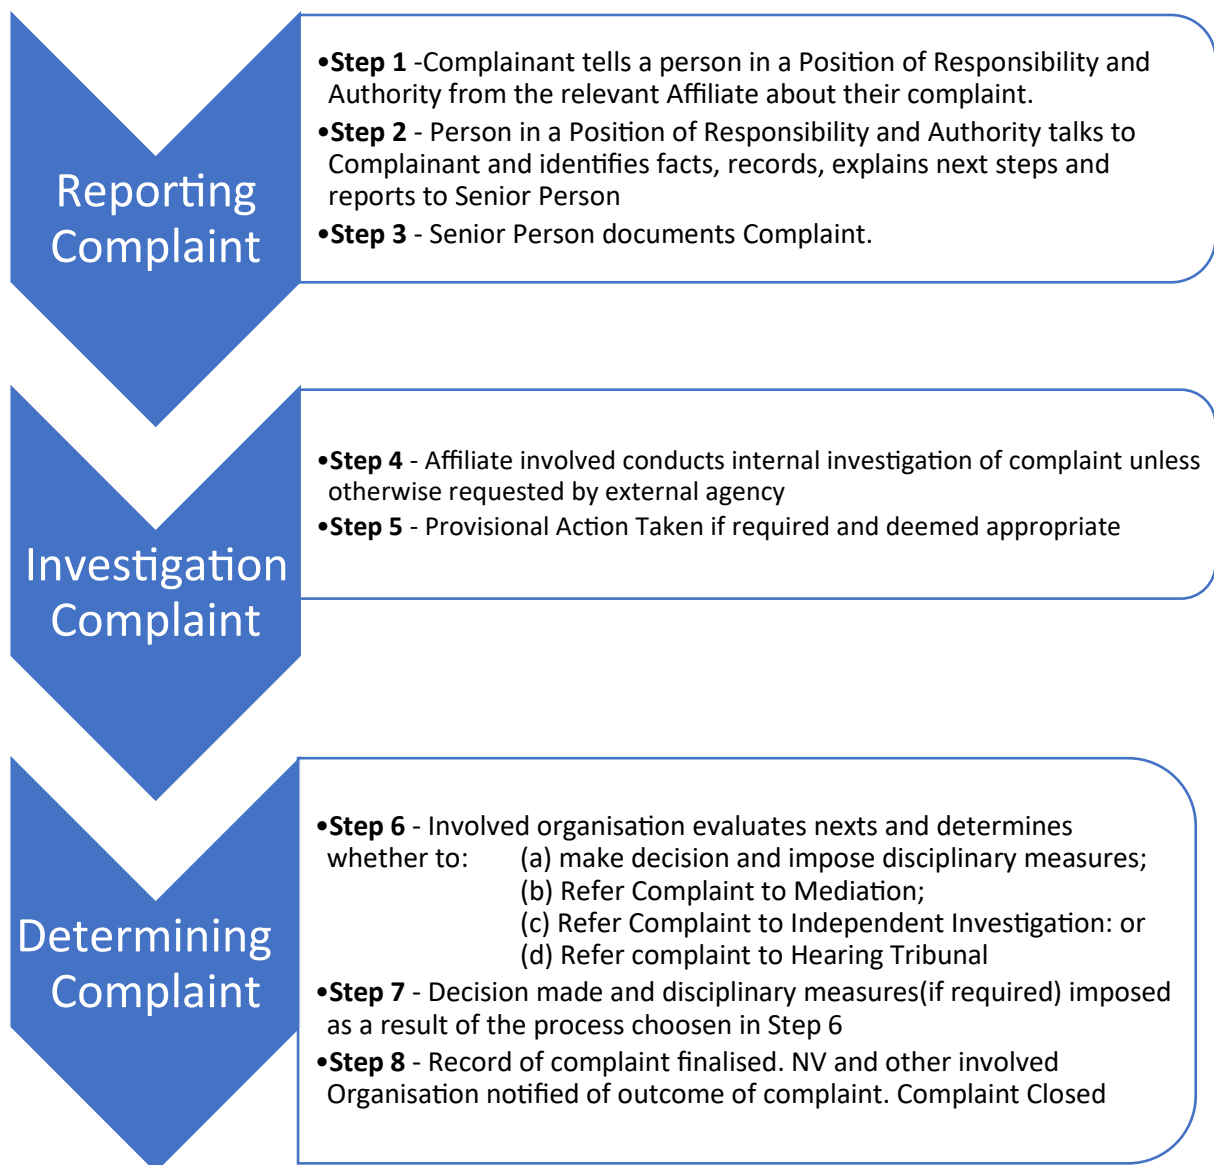 Reporting
Complaint
•Step 1 -Complainant tells a person in a Position of Responsibility and
Authority from the relevant Affiliate about their complaint.
•Step 2 - Person in a Position of Responsibility and Authority talks to
Complainant and identifies facts, records, explains next steps and
reports to Senior Person
•Step 3 - Senior Person documents Complaint.
Investigation
Complaint
•Step 4 - Affiliate involved conducts internal investigation of complaint unless
otherwise requested by external agency
•Step 5 - Provisional Action Taken if required and deemed appropriate
Determining
Complaint
•Step 6 - Involved organisation evaluates nexts and determines
whether to: (a) make decision and impose disciplinary measures;
(b) Refer Complaint to Mediation;
(c) Refer Complaint to Independent Investigation: or
(d) Refer complaint to Hearing Tribunal
•Step 7 - Decision made and disciplinary measures(if required) imposed
as a result of the process choosen in Step 6
•Step 8 - Record of complaint finalised. NV and other involved
Organisation notified of outcome of complaint. Complaint Closed